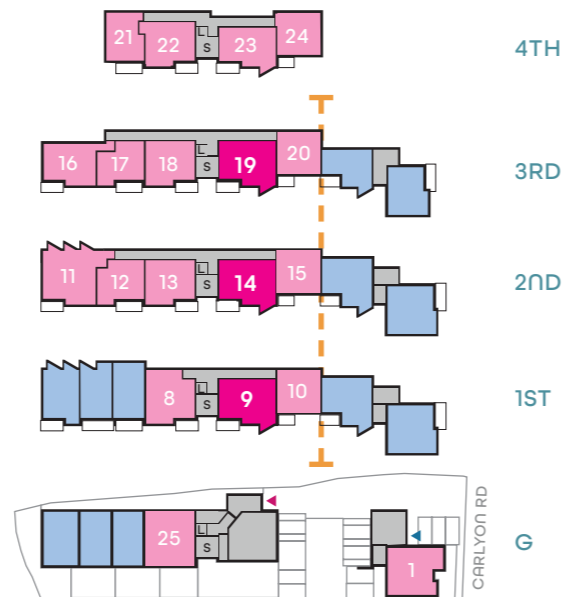 21 22 L S 23 24 4TH
16 17 18 L S 19 20 3RD
11 12 13 L S 14 15 2ND
8 L S 9 10 1ST
25 L S 1 CARLYON RD G